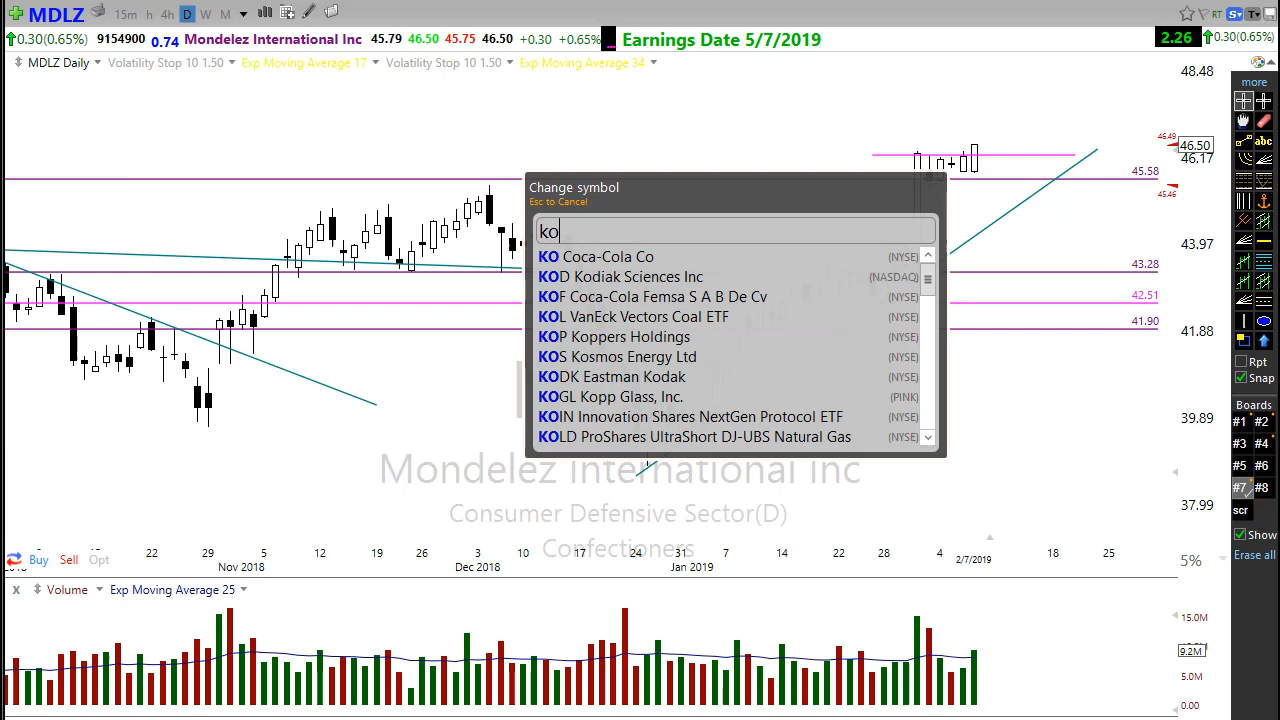 MDLZ 15m h 4h D W M RT S T
0.30(0.65%) 9154900 0.74 Mondelez International Inc 45.79 46.50 45.75 46.50 +0.30 +0.65% ... Earnings Date 5/7/2019 2.26 0.30(0.65%)
MDLZ Daily Volatility Stop 10 1.50 Exp Moving Average 17 Volatility Stop 10 1.50 Exp Moving Average 34
48.48
more
46.49
46.50
abc
46.17
45.58
45.46
Change symbol
Esc to Cancel
ko
KO Coca-Cola Co (NYSE)
KOD Kodiak Sciences Inc (NASDAQ)
KOF Coca-Cola Femsa S A B De Cv (NYSE)
KOL VanEck Vectors Coal ETF (NYSE)
KOP Koppers Holdings (NYSE)
KOS Kosmos Energy Ltd (NYSE)
KODK Eastman Kodak (NYSE)
KOGL Kopp Glass, Inc. (PINK)
KOIN Innovation Shares NextGen Protocol ETF (NYSE)
KOLD ProShares UltraShort DJ-UBS Natural Gas (NYSE)
43.97
43.28
42.51
41.90
41.88
39.89
37.99
Rpt
Snap
Boards
#1 #2
#3 #4
#5 #6
#7 #8
scr
Show
Erase all
Mondelez International Inc
Consumer Defensive Sector(D)
Confectioners
22 29 5 12 19 26 3 10 17 24 31 7 14 22 28 4 2/7/2019 18 25
Nov 2018 Dec 2018 Jan 2019
Buy Sell Opt
5%
x Volume Exp Moving Average 25
15.0M
9.2M
5.0M
0.00